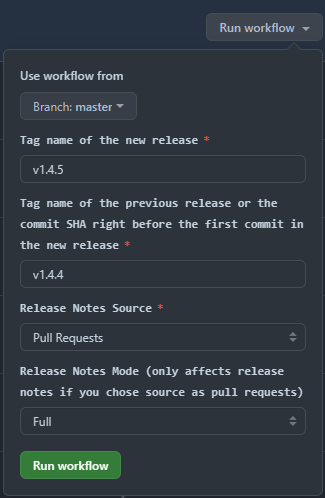 Run workflow
Use workflow from
Branch: master
Tag name of the new release *
v1.4.5
Tag name of the previous release or the
commit SHA right before the first commit in
the new release *
v1.4.4
Release Notes Source *
Pull Requests
Release Notes Mode (only affects release
notes if you chose source as pull requests)
Full
Run workflow